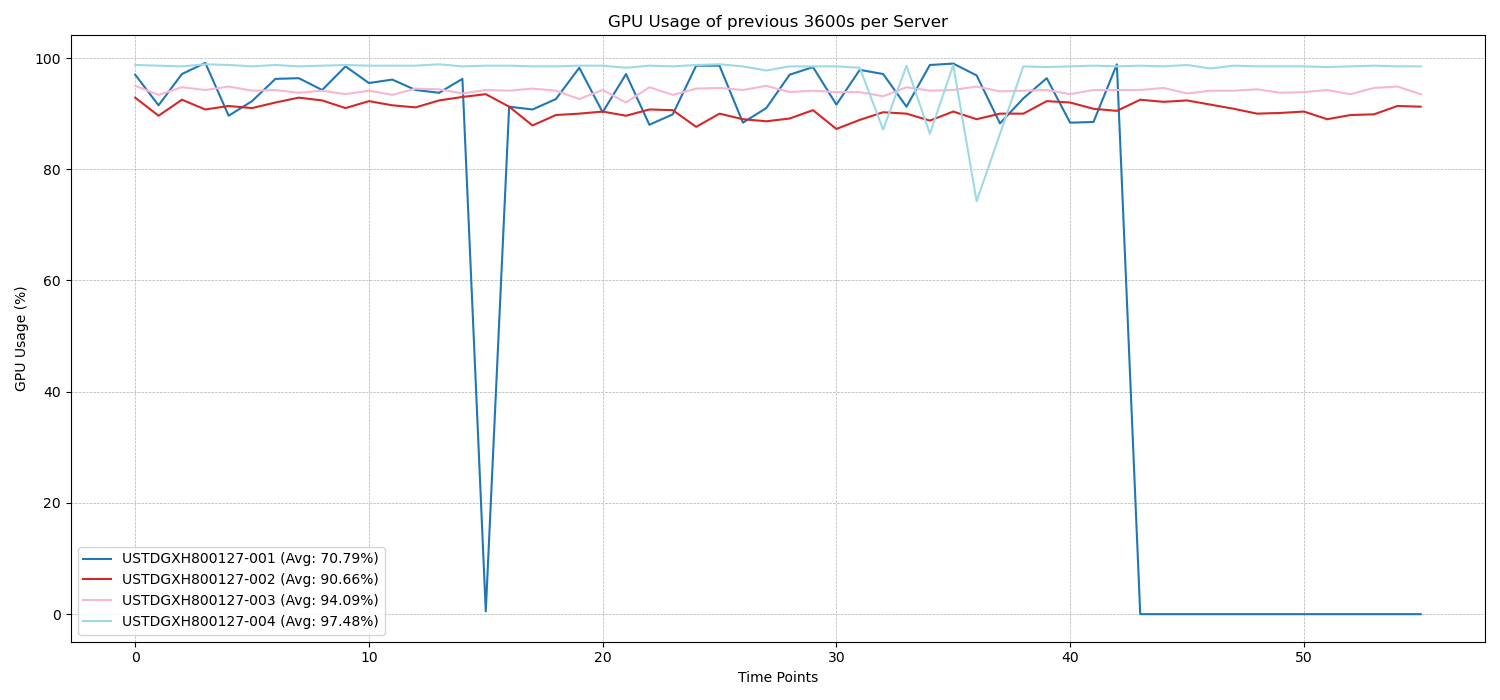 GPU Usage of previous 3600s per Server
GPU Usage (%)
100
80
60
40
20
0
USTDGXH800127-001 (Avg: 70.79%)
USTDGXH800127-002 (Avg: 90.66%)
USTDGXH800127-003 (Avg: 94.09%)
USTDGXH800127-004 (Avg: 97.48%)
0 10 20 30 40 50
Time Points